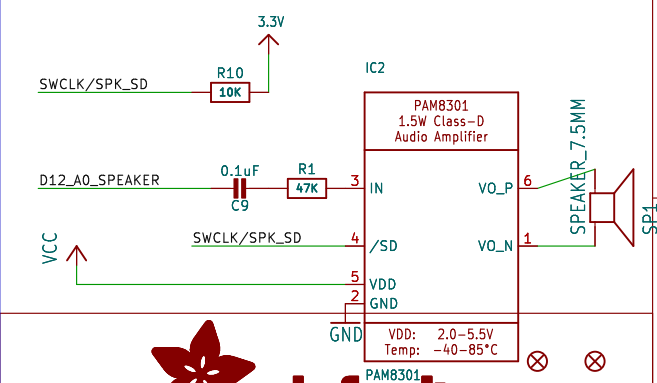 3.3V
IC2
R10
SWCLK/SPK_SD
10K
PAM8301
1.5W Class-D
Audio Amplifier
SPEAKER_7.5MM
0.1uF
R1
D12_A0_SPEAKER
47K
3
IN
VO_P
6
C9
SP1
SWCLK/SPK_SD
4
/SD
VO_N
1
VCC
5
VDD
2
GND
GND
VDD: 2.0-5.5V
Temp: -40-85°C
PAM8301